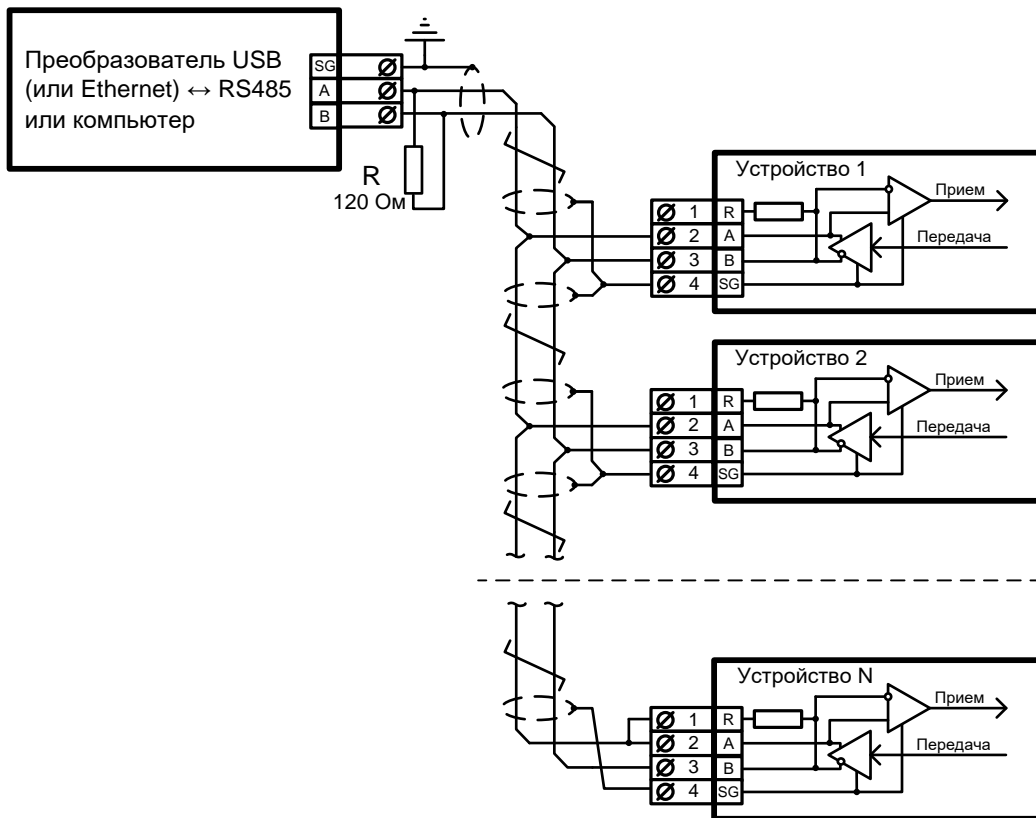 Преобразователь USB
(или Ethernet) ↔ RS485
или компьютер
SG
A
B
R
120 Ом
Устройство 1
1 R
2 A
3 B
4 SG
Прием
Передача
Устройство 2
1 R
2 A
3 B
4 SG
Прием
Передача
Устройство N
1 R
2 A
3 B
4 SG
Прием
Передача